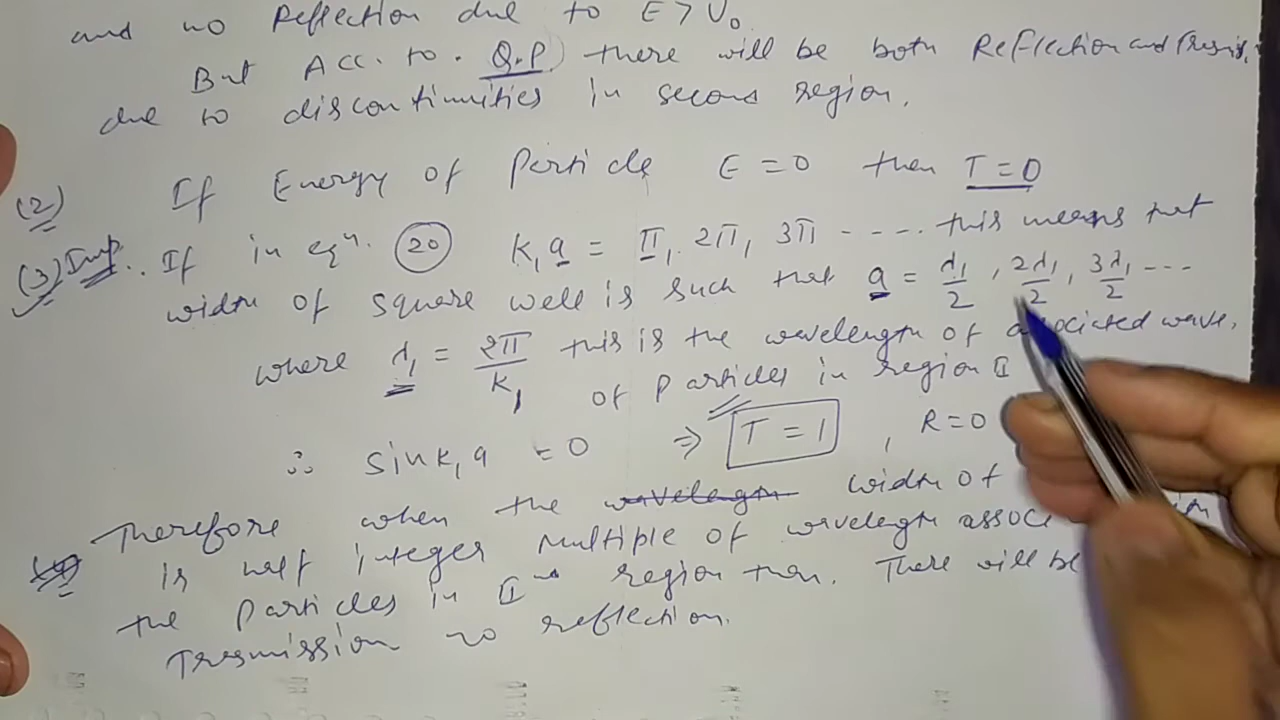 and no Reflection due to E > U₀
But Acc. to . Q.P) there will be both Reflection and
due to discontinuities in second region.
(2) If Energy of Particle E = 0 then T = 0
(3) Imp. If in eqⁿ. (20) K₁a = π, 2π, 3π ---- this means that
width of square well is such that a = λ₁/2, 2λ₁/2, 3λ₁/2 ---
where λ₁ = 2π/K₁ this is the wavelength of associated wave.
of Particles in region II
∴ sin k₁a = 0 ⇒ T = 1 , R = 0
Therefore when the wavelength width of
is half integer multiple of wavelength
the particles in IInd region then. There will be
Trasmission no reflection.